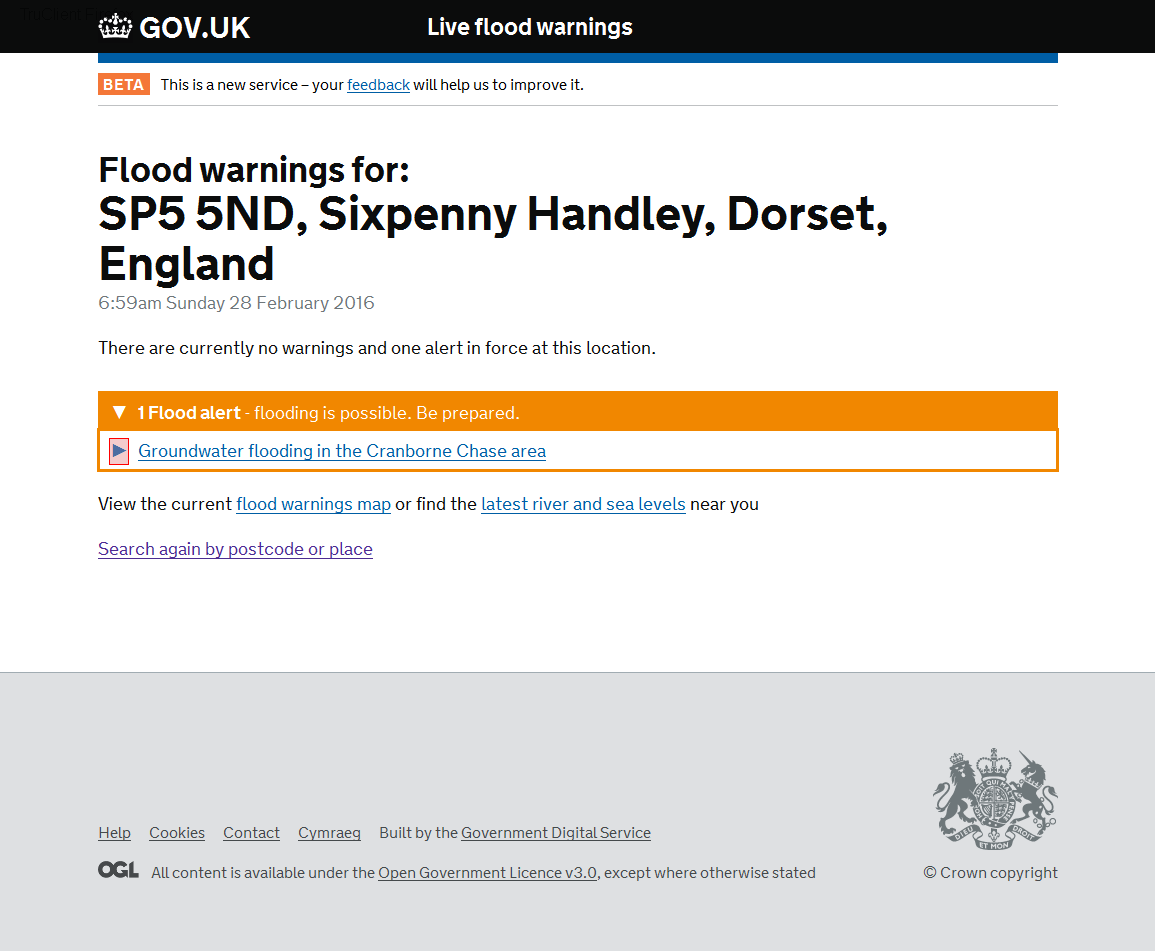 GOV.UK
Live flood warnings
BETA This is a new service – your feedback will help us to improve it.
Flood warnings for:
SP5 5ND, Sixpenny Handley, Dorset,
England
6:59am Sunday 28 February 2016
There are currently no warnings and one alert in force at this location.
▼ 1 Flood alert - flooding is possible. Be prepared.
▶ Groundwater flooding in the Cranborne Chase area
View the current flood warnings map or find the latest river and sea levels near you
Search again by postcode or place
Help Cookies Contact Cymraeg Built by the Government Digital Service
OGL All content is available under the Open Government Licence v3.0, except where otherwise stated
DIEU ET MON DROIT
© Crown copyright